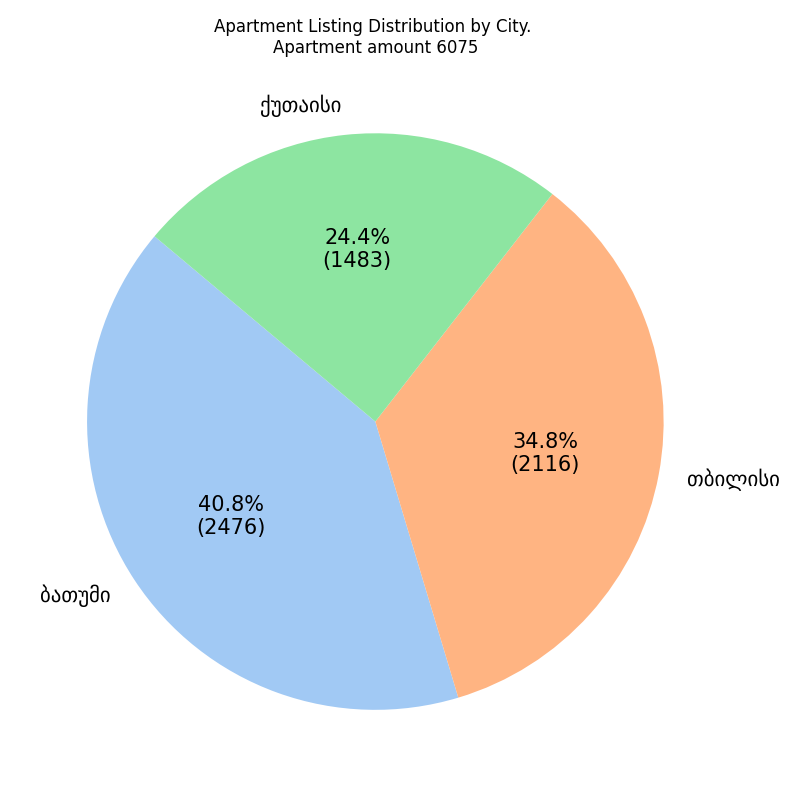 Apartment Listing Distribution by City.
Apartment amount 6075
ქუთაისი
24.4%
(1483)
34.8%
(2116)
თბილისი
40.8%
(2476)
ბათუმი